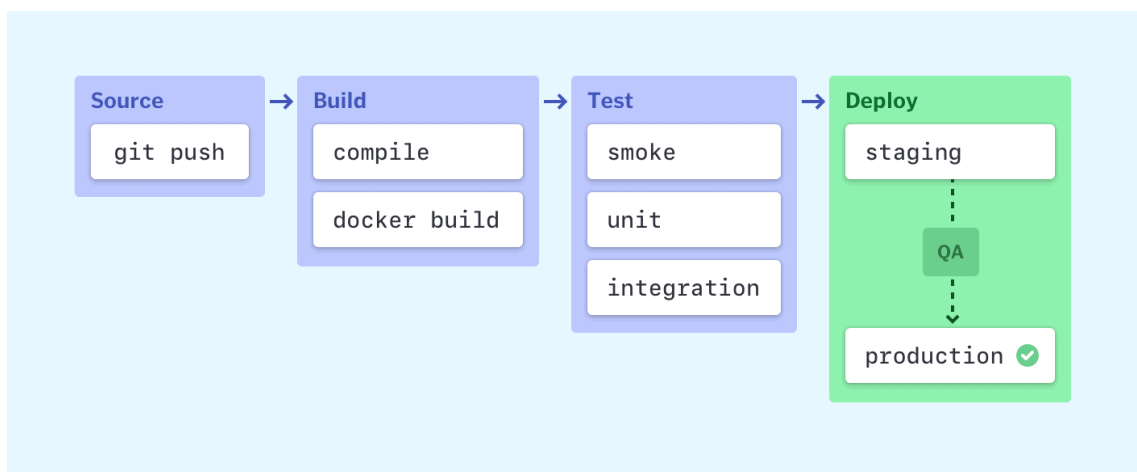 Source
git push
Build
compile
docker build
Test
smoke
unit
integration
Deploy
staging
QA
production